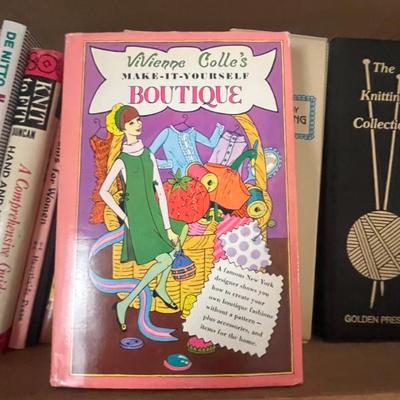 DE NITTO
KNIT
DUNCAN
A Comprehensive Guide
HAND AND
for Women
ViVienne Colle's
MAKE-IT-YOURSELF
BOUTIQUE
A famous New York
designer shows you
how to create your
own boutique fashions
without a pattern—
plus accessories, and
items for the home.
The
Knitting
Collection
GOLDEN PRES